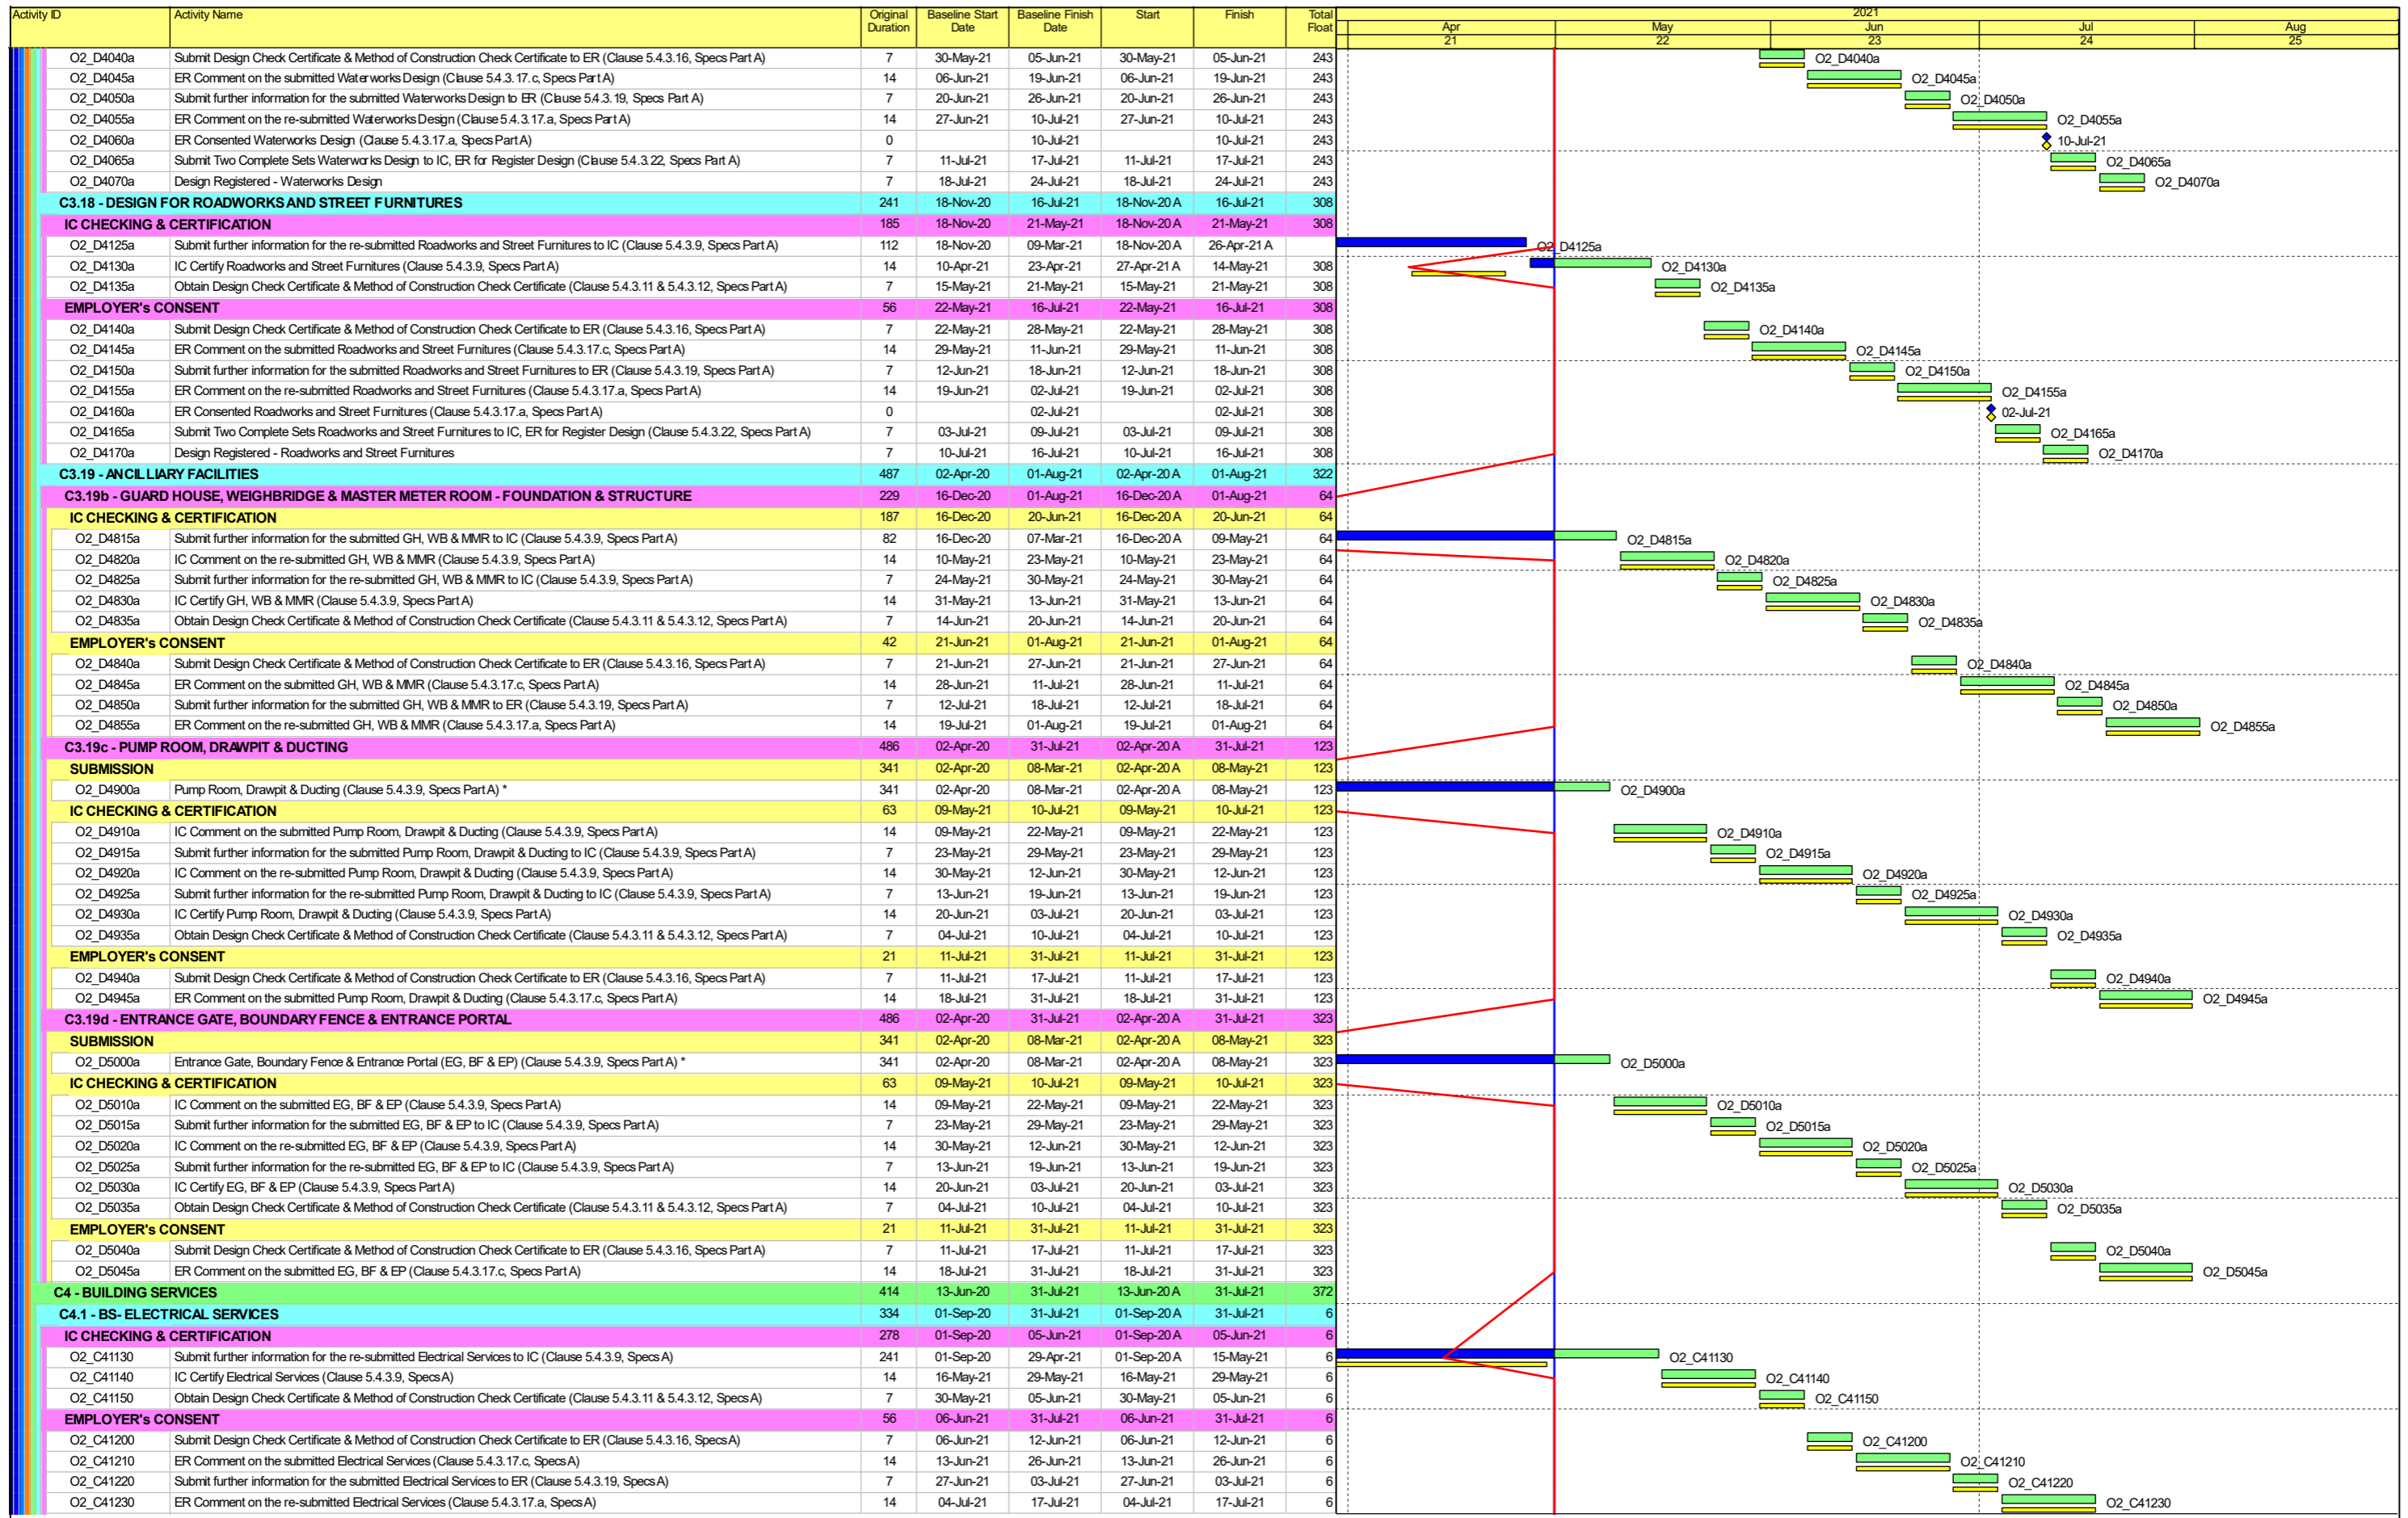 Activity ID Activity Name Original Duration Baseline Start Date Baseline Finish Date Start Finish Total Float 2021
Apr May Jun Jul Aug
21 22 23 24 25
O2_D4040a Submit Design Check Certificate & Method of Construction Check Certificate to ER (Clause 5.4.3.16, Specs Part A) 7 30-May-21 05-Jun-21 30-May-21 05-Jun-21 243 O2_D4040a
O2_D4045a ER Comment on the submitted Waterworks Design (Clause 5.4.3.17.c, Specs Part A) 14 06-Jun-21 19-Jun-21 06-Jun-21 19-Jun-21 243 O2_D4045a
O2_D4050a Submit further information for the submitted Waterworks Design to ER (Clause 5.4.3.19, Specs Part A) 7 20-Jun-21 26-Jun-21 20-Jun-21 26-Jun-21 243 O2_D4050a
O2_D4055a ER Comment on the re-submitted Waterworks Design (Clause 5.4.3.17.a, Specs Part A) 14 27-Jun-21 10-Jul-21 27-Jun-21 10-Jul-21 243 O2_D4055a
O2_D4060a ER Consented Waterworks Design (Clause 5.4.3.17.a, Specs Part A) 0 10-Jul-21 10-Jul-21 243 10-Jul-21
O2_D4065a Submit Two Complete Sets Waterworks Design to IC, ER for Register Design (Clause 5.4.3.22, Specs Part A) 7 11-Jul-21 17-Jul-21 11-Jul-21 17-Jul-21 243 O2_D4065a
O2_D4070a Design Registered - Waterworks Design 7 18-Jul-21 24-Jul-21 18-Jul-21 24-Jul-21 243 O2_D4070a
C3.18 - DESIGN FOR ROADWORKS AND STREET FURNITURES 241 18-Nov-20 16-Jul-21 18-Nov-20 A 16-Jul-21 308
IC CHECKING & CERTIFICATION 185 18-Nov-20 21-May-21 18-Nov-20 A 21-May-21 308
O2_D4125a Submit further information for the re-submitted Roadworks and Street Furnitures to IC (Clause 5.4.3.9, Specs Part A) 112 18-Nov-20 09-Mar-21 18-Nov-20 A 26-Apr-21 A O2_D4125a
O2_D4130a IC Certify Roadworks and Street Furnitures (Clause 5.4.3.9, Specs Part A) 14 10-Apr-21 23-Apr-21 27-Apr-21 A 14-May-21 308 O2_D4130a
O2_D4135a Obtain Design Check Certificate & Method of Construction Check Certificate (Clause 5.4.3.11 & 5.4.3.12, Specs Part A) 7 15-May-21 21-May-21 15-May-21 21-May-21 308 O2_D4135a
EMPLOYER's CONSENT 56 22-May-21 16-Jul-21 22-May-21 16-Jul-21 308
O2_D4140a Submit Design Check Certificate & Method of Construction Check Certificate to ER (Clause 5.4.3.16, Specs Part A) 7 22-May-21 28-May-21 22-May-21 28-May-21 308 O2_D4140a
O2_D4145a ER Comment on the submitted Roadworks and Street Furnitures (Clause 5.4.3.17.c, Specs Part A) 14 29-May-21 11-Jun-21 29-May-21 11-Jun-21 308 O2_D4145a
O2_D4150a Submit further information for the submitted Roadworks and Street Furnitures to ER (Clause 5.4.3.19, Specs Part A) 7 12-Jun-21 18-Jun-21 12-Jun-21 18-Jun-21 308 O2_D4150a
O2_D4155a ER Comment on the re-submitted Roadworks and Street Furnitures (Clause 5.4.3.17.a, Specs Part A) 14 19-Jun-21 02-Jul-21 19-Jun-21 02-Jul-21 308 O2_D4155a
O2_D4160a ER Consented Roadworks and Street Furnitures (Clause 5.4.3.17.a, Specs Part A) 0 02-Jul-21 02-Jul-21 308 02-Jul-21
O2_D4165a Submit Two Complete Sets Roadworks and Street Furnitures to IC, ER for Register Design (Clause 5.4.3.22, Specs Part A) 7 03-Jul-21 09-Jul-21 03-Jul-21 09-Jul-21 308 O2_D4165a
O2_D4170a Design Registered - Roadworks and Street Furnitures 7 10-Jul-21 16-Jul-21 10-Jul-21 16-Jul-21 308 O2_D4170a
C3.19 - ANCILLIARY FACILITIES 487 02-Apr-20 01-Aug-21 02-Apr-20 A 01-Aug-21 322
C3.19b - GUARD HOUSE, WEIGHBRIDGE & MASTER METER ROOM - FOUNDATION & STRUCTURE 229 16-Dec-20 01-Aug-21 16-Dec-20 A 01-Aug-21 64
IC CHECKING & CERTIFICATION 187 16-Dec-20 20-Jun-21 16-Dec-20 A 20-Jun-21 64
O2_D4815a Submit further information for the submitted GH, WB & MMR to IC (Clause 5.4.3.9, Specs Part A) 82 16-Dec-20 07-Mar-21 16-Dec-20 A 09-May-21 64 O2_D4815a
O2_D4820a IC Comment on the re-submitted GH, WB & MMR (Clause 5.4.3.9, Specs Part A) 14 10-May-21 23-May-21 10-May-21 23-May-21 64 O2_D4820a
O2_D4825a Submit further information for the re-submitted GH, WB & MMR to IC (Clause 5.4.3.9, Specs Part A) 7 24-May-21 30-May-21 24-May-21 30-May-21 64 O2_D4825a
O2_D4830a IC Certify GH, WB & MMR (Clause 5.4.3.9, Specs Part A) 14 31-May-21 13-Jun-21 31-May-21 13-Jun-21 64 O2_D4830a
O2_D4835a Obtain Design Check Certificate & Method of Construction Check Certificate (Clause 5.4.3.11 & 5.4.3.12, Specs Part A) 7 14-Jun-21 20-Jun-21 14-Jun-21 20-Jun-21 64 O2_D4835a
EMPLOYER's CONSENT 42 21-Jun-21 01-Aug-21 21-Jun-21 01-Aug-21 64
O2_D4840a Submit Design Check Certificate & Method of Construction Check Certificate to ER (Clause 5.4.3.16, Specs Part A) 7 21-Jun-21 27-Jun-21 21-Jun-21 27-Jun-21 64 O2_D4840a
O2_D4845a ER Comment on the submitted GH, WB & MMR (Clause 5.4.3.17.c, Specs Part A) 14 28-Jun-21 11-Jul-21 28-Jun-21 11-Jul-21 64 O2_D4845a
O2_D4850a Submit further information for the submitted GH, WB & MMR to ER (Clause 5.4.3.19, Specs Part A) 7 12-Jul-21 18-Jul-21 12-Jul-21 18-Jul-21 64 O2_D4850a
O2_D4855a ER Comment on the re-submitted GH, WB & MMR (Clause 5.4.3.17.a, Specs Part A) 14 19-Jul-21 01-Aug-21 19-Jul-21 01-Aug-21 64 O2_D4855a
C3.19c - PUMP ROOM, DRAWPIT & DUCTING 486 02-Apr-20 31-Jul-21 02-Apr-20 A 31-Jul-21 123
SUBMISSION 341 02-Apr-20 08-Mar-21 02-Apr-20 A 08-May-21 123
O2_D4900a Pump Room, Drawpit & Ducting (Clause 5.4.3.9, Specs Part A) * 341 02-Apr-20 08-Mar-21 02-Apr-20 A 08-May-21 123 O2_D4900a
IC CHECKING & CERTIFICATION 63 09-May-21 10-Jul-21 09-May-21 10-Jul-21 123
O2_D4910a IC Comment on the submitted Pump Room, Drawpit & Ducting (Clause 5.4.3.9, Specs Part A) 14 09-May-21 22-May-21 09-May-21 22-May-21 123 O2_D4910a
O2_D4915a Submit further information for the submitted Pump Room, Drawpit & Ducting to IC (Clause 5.4.3.9, Specs Part A) 7 23-May-21 29-May-21 23-May-21 29-May-21 123 O2_D4915a
O2_D4920a IC Comment on the re-submitted Pump Room, Drawpit & Ducting (Clause 5.4.3.9, Specs Part A) 14 30-May-21 12-Jun-21 30-May-21 12-Jun-21 123 O2_D4920a
O2_D4925a Submit further information for the re-submitted Pump Room, Drawpit & Ducting to IC (Clause 5.4.3.9, Specs Part A) 7 13-Jun-21 19-Jun-21 13-Jun-21 19-Jun-21 123 O2_D4925a
O2_D4930a IC Certify Pump Room, Drawpit & Ducting (Clause 5.4.3.9, Specs Part A) 14 20-Jun-21 03-Jul-21 20-Jun-21 03-Jul-21 123 O2_D4930a
O2_D4935a Obtain Design Check Certificate & Method of Construction Check Certificate (Clause 5.4.3.11 & 5.4.3.12, Specs Part A) 7 04-Jul-21 10-Jul-21 04-Jul-21 10-Jul-21 123 O2_D4935a
EMPLOYER's CONSENT 21 11-Jul-21 31-Jul-21 11-Jul-21 31-Jul-21 123
O2_D4940a Submit Design Check Certificate & Method of Construction Check Certificate to ER (Clause 5.4.3.16, Specs Part A) 7 11-Jul-21 17-Jul-21 11-Jul-21 17-Jul-21 123 O2_D4940a
O2_D4945a ER Comment on the submitted Pump Room, Drawpit & Ducting (Clause 5.4.3.17.c, Specs Part A) 14 18-Jul-21 31-Jul-21 18-Jul-21 31-Jul-21 123 O2_D4945a
C3.19d - ENTRANCE GATE, BOUNDARY FENCE & ENTRANCE PORTAL 486 02-Apr-20 31-Jul-21 02-Apr-20 A 31-Jul-21 323
SUBMISSION 341 02-Apr-20 08-Mar-21 02-Apr-20 A 08-May-21 323
O2_D5000a Entrance Gate, Boundary Fence & Entrance Portal (EG, BF & EP) (Clause 5.4.3.9, Specs Part A) * 341 02-Apr-20 08-Mar-21 02-Apr-20 A 08-May-21 323 O2_D5000a
IC CHECKING & CERTIFICATION 63 09-May-21 10-Jul-21 09-May-21 10-Jul-21 323
O2_D5010a IC Comment on the submitted EG, BF & EP (Clause 5.4.3.9, Specs Part A) 14 09-May-21 22-May-21 09-May-21 22-May-21 323 O2_D5010a
O2_D5015a Submit further information for the submitted EG, BF & EP to IC (Clause 5.4.3.9, Specs Part A) 7 23-May-21 29-May-21 23-May-21 29-May-21 323 O2_D5015a
O2_D5020a IC Comment on the re-submitted EG, BF & EP (Clause 5.4.3.9, Specs Part A) 14 30-May-21 12-Jun-21 30-May-21 12-Jun-21 323 O2_D5020a
O2_D5025a Submit further information for the re-submitted EG, BF & EP to IC (Clause 5.4.3.9, Specs Part A) 7 13-Jun-21 19-Jun-21 13-Jun-21 19-Jun-21 323 O2_D5025a
O2_D5030a IC Certify EG, BF & EP (Clause 5.4.3.9, Specs Part A) 14 20-Jun-21 03-Jul-21 20-Jun-21 03-Jul-21 323 O2_D5030a
O2_D5035a Obtain Design Check Certificate & Method of Construction Check Certificate (Clause 5.4.3.11 & 5.4.3.12, Specs Part A) 7 04-Jul-21 10-Jul-21 04-Jul-21 10-Jul-21 323 O2_D5035a
EMPLOYER's CONSENT 21 11-Jul-21 31-Jul-21 11-Jul-21 31-Jul-21 323
O2_D5040a Submit Design Check Certificate & Method of Construction Check Certificate to ER (Clause 5.4.3.16, Specs Part A) 7 11-Jul-21 17-Jul-21 11-Jul-21 17-Jul-21 323 O2_D5040a
O2_D5045a ER Comment on the submitted EG, BF & EP (Clause 5.4.3.17.c, Specs Part A) 14 18-Jul-21 31-Jul-21 18-Jul-21 31-Jul-21 323 O2_D5045a
C4 - BUILDING SERVICES 414 13-Jun-20 31-Jul-21 13-Jun-20 A 31-Jul-21 372
C4.1 - BS- ELECTRICAL SERVICES 334 01-Sep-20 31-Jul-21 01-Sep-20 A 31-Jul-21 6
IC CHECKING & CERTIFICATION 278 01-Sep-20 05-Jun-21 01-Sep-20 A 05-Jun-21 6
O2_C41130 Submit further information for the re-submitted Electrical Services to IC (Clause 5.4.3.9, Specs A) 241 01-Sep-20 29-Apr-21 01-Sep-20 A 15-May-21 6 O2_C41130
O2_C41140 IC Certify Electrical Services (Clause 5.4.3.9, Specs A) 14 16-May-21 29-May-21 16-May-21 29-May-21 6 O2_C41140
O2_C41150 Obtain Design Check Certificate & Method of Construction Check Certificate (Clause 5.4.3.11 & 5.4.3.12, Specs A) 7 30-May-21 05-Jun-21 30-May-21 05-Jun-21 6 O2_C41150
EMPLOYER's CONSENT 56 06-Jun-21 31-Jul-21 06-Jun-21 31-Jul-21 6
O2_C41200 Submit Design Check Certificate & Method of Construction Check Certificate to ER (Clause 5.4.3.16, Specs A) 7 06-Jun-21 12-Jun-21 06-Jun-21 12-Jun-21 6 O2_C41200
O2_C41210 ER Comment on the submitted Electrical Services (Clause 5.4.3.17.c, Specs A) 14 13-Jun-21 26-Jun-21 13-Jun-21 26-Jun-21 6 O2_C41210
O2_C41220 Submit further information for the submitted Electrical Services to ER (Clause 5.4.3.19, Specs A) 7 27-Jun-21 03-Jul-21 27-Jun-21 03-Jul-21 6 O2_C41220
O2_C41230 ER Comment on the re-submitted Electrical Services (Clause 5.4.3.17.a, Specs A) 14 04-Jul-21 17-Jul-21 04-Jul-21 17-Jul-21 6 O2_C41230